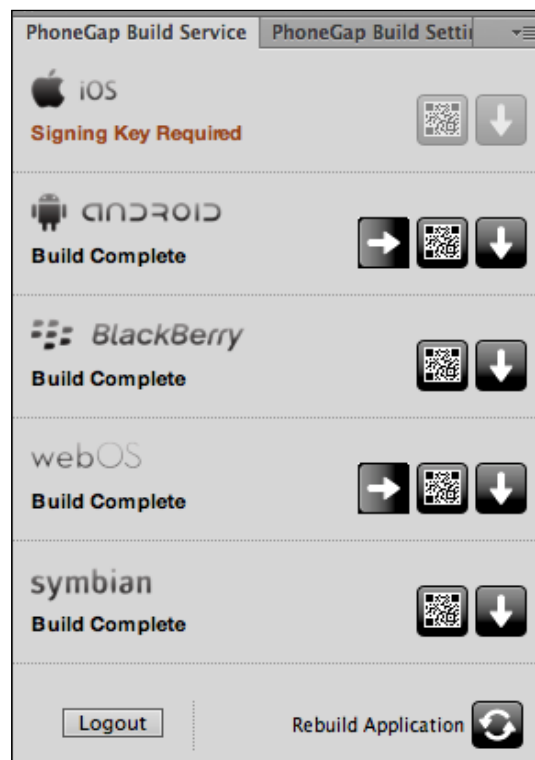 PhoneGap Build Service PhoneGap Build Settin
iOS
Signing Key Required
android
Build Complete
BlackBerry
Build Complete
webOS
Build Complete
symbian
Build Complete
Logout Rebuild Application